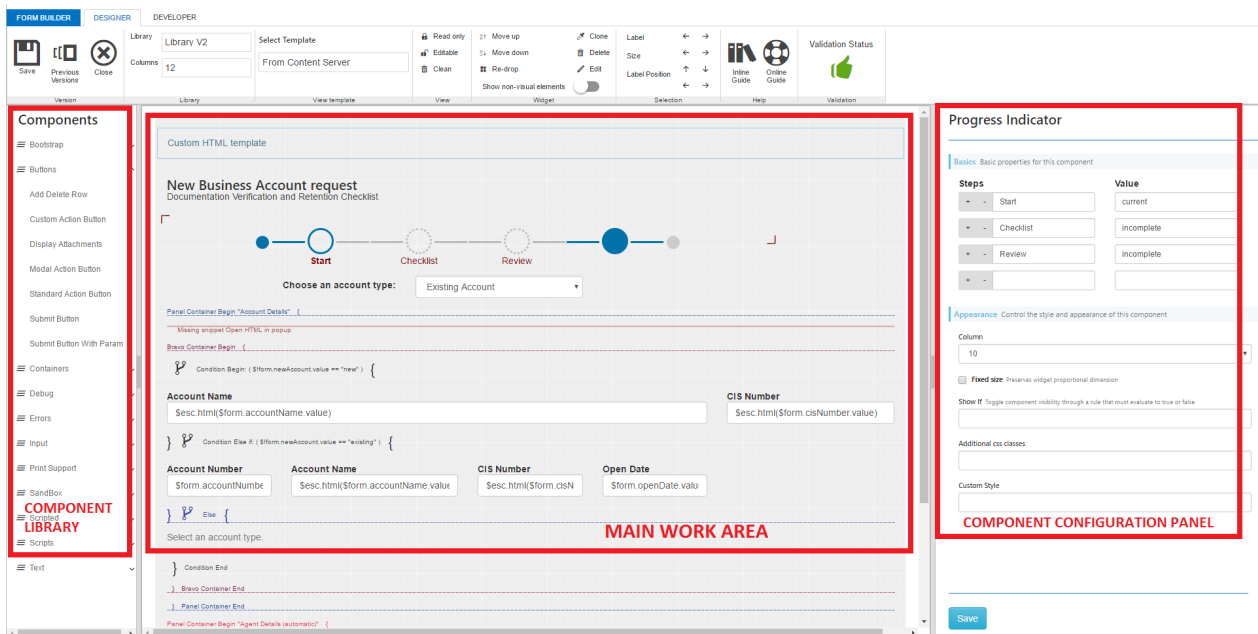 FORM BUILDER DESIGNER DEVELOPER
Save
Previous Versions
Close
Version
Library Library V2
Columns 12
Library
Select Template
From Content Server
View template
Read only
Editable
Clean
View
Move up
Move down
Re-drop
Show non-visual elements
Clone
Delete
Edit
Widget
Label
Size
Label Position
Selection
Inline Guide
Online Guide
Help
Validation Status
Validation
Components
Bootstrap
Buttons
Add Delete Row
Custom Action Button
Display Attachments
Modal Action Button
Standard Action Button
Submit Button
Submit Button With Param
Containers
Debug
Errors
Input
Print Support
SandBox
COMPONENT
Scripted
LIBRARY
Scripts
Text
Custom HTML template
New Business Account request
Documentation Verification and Retention Checklist
Start Checklist Review
Choose an account type: Existing Account
Panel Container Begin "Account Details" {
Missing snippet Open HTML in popup
Bravo Container Begin {
Condition Begin: ( $!form.newAccount.value == "new" ) {
Account Name CIS Number
$esc.html($form.accountName.value) $esc.html($form.cisNumber.value)
} Condition Else if: ( $!form.newAccount.value == "existing" ) {
Account Number Account Name CIS Number Open Date
$form.accountNumbe $esc.html($form.accountName.value $esc.html($form.cisN $form.openDate.valu
} Else {
MAIN WORK AREA
Select an account type.
} Condition End
} Bravo Container End
} Panel Container End
Panel Container Begin "Agent Details (automatic)" {
Progress Indicator
Basics Basic properties for this component
Steps Value
+ - Start current
+ - Checklist incomplete
+ - Review incomplete
+ -
Appearance Control the style and appearance of this component
Column
10
Fixed size Preserves widget proportional dimension
Show If Toggle component visibility through a rule that must evaluate to true or false
Additional css classes
Custom Style
COMPONENT CONFIGURATION PANEL
Save